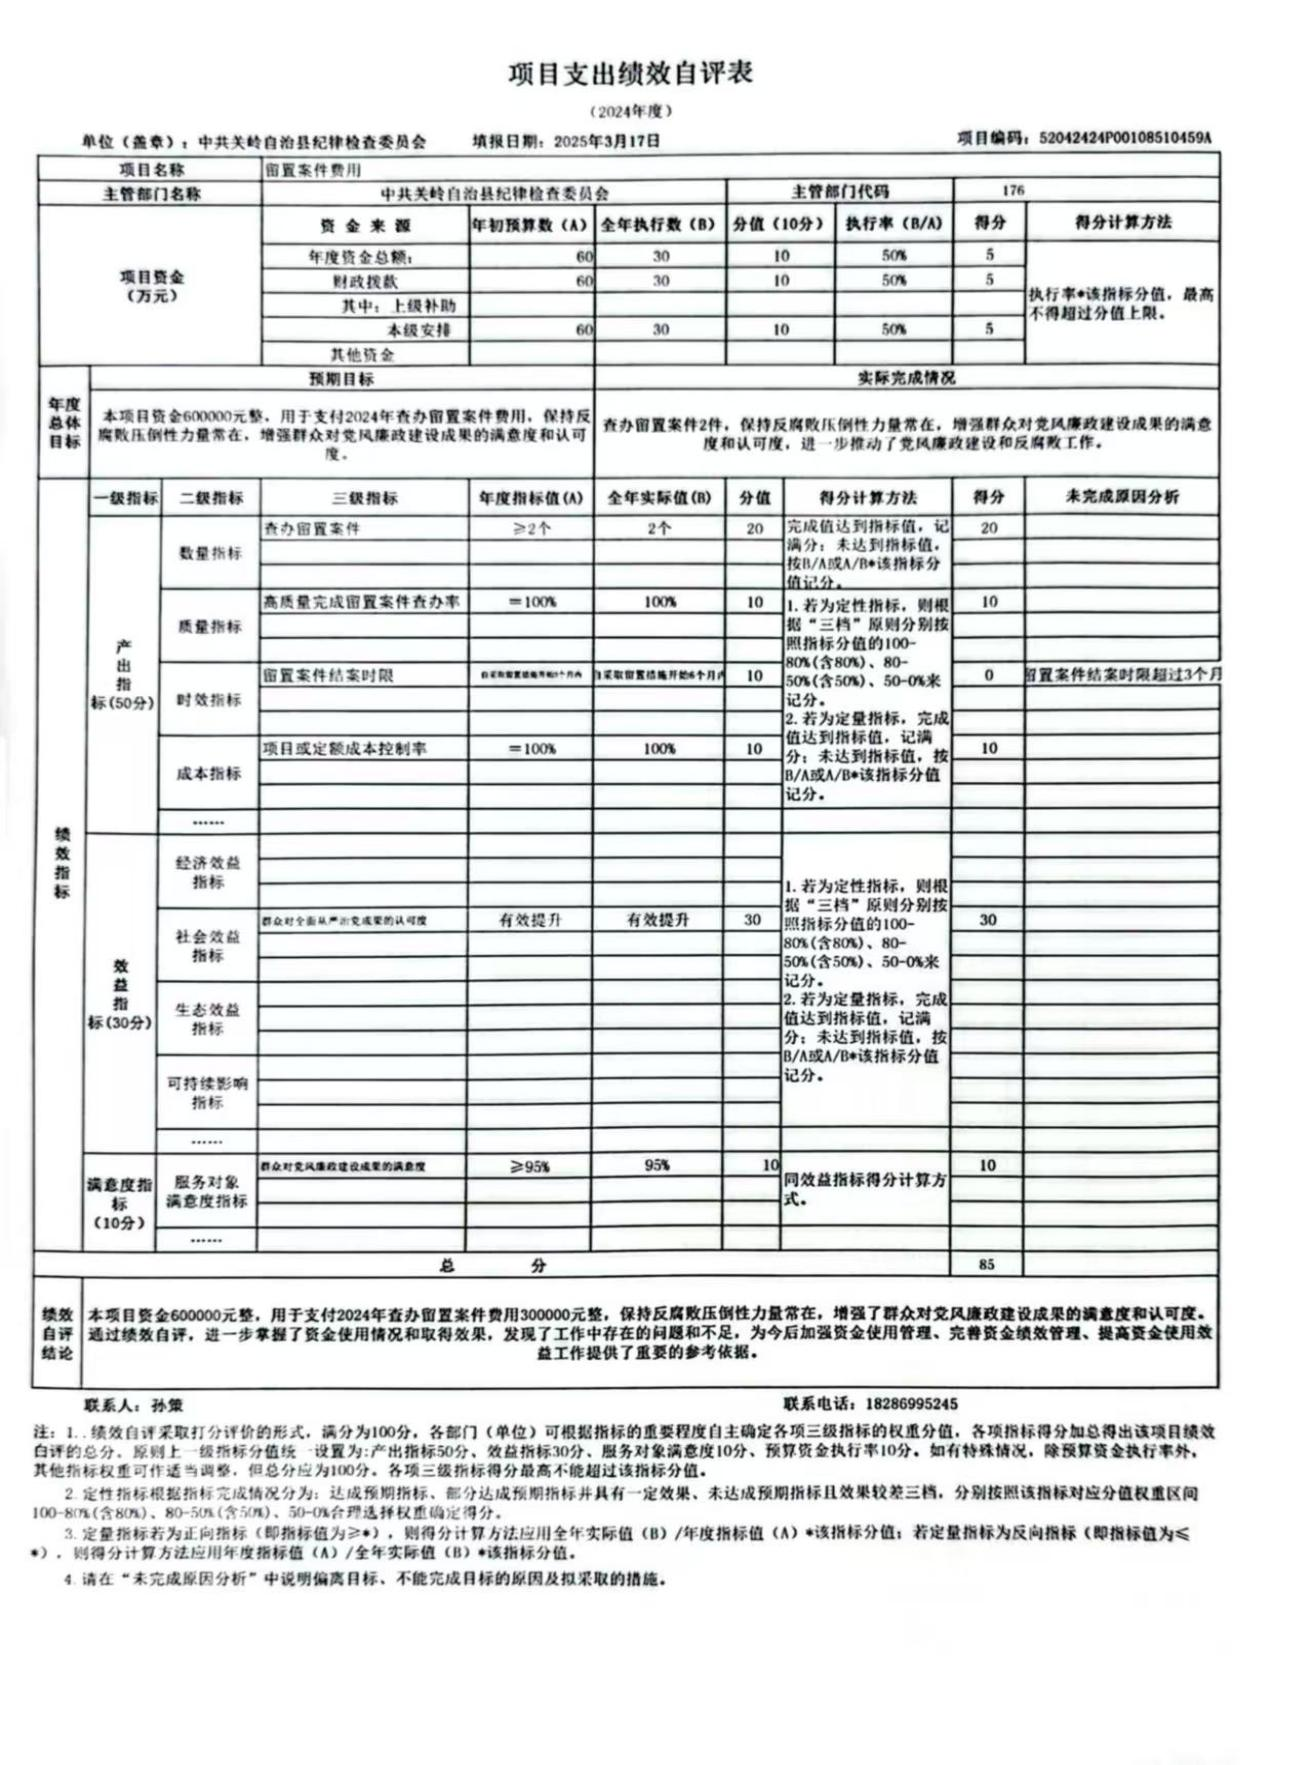 项目支出绩效自评表
（2024年度）
单位（盖章）：中共关岭自治县纪律检查委员会 填报日期：2025年3月17日 项目编码：52042424P00108510459A
项目名称 留置案件费用
主管部门名称 中共关岭自治县纪律检查委员会 主管部门代码 176
项目资金
（万元）
资 金 来 源 年初预算数（A） 全年执行数（B） 分值（10分） 执行率（B/A） 得分 得分计算方法
年度资金总额： 60 30 10 50% 5
财政拨款 60 30 10 50% 5
其中：上级补助
本级安排 60 30 10 50% 5
其他资金
执行率*该指标分值，最高
不得超过分值上限。
年度
总体
目标
预期目标 实际完成情况
本项目资金600000元整，用于支付2024年查办留置案件费用，保持反
腐败压倒性力量常在，增强群众对党风廉政建设成果的满意度和认可
度。
查办留置案件2件，保持反腐败压倒性力量常在，增强群众对党风廉政建设成果的满意
度和认可度，进一步推动了党风廉政建设和反腐败工作。
绩
效
指
标
一级指标 二级指标 三级指标 年度指标值(A) 全年实际值(B) 分值 得分计算方法 得分 未完成原因分析
产
出
指
标(50分)
数量指标 查办留置案件 ≥2个 2个 20 20
完成值达到指标值，记
满分；未达到指标值，
按B/A或A/B*该指标分
值记分。
质量指标 高质量完成留置案件查办率 ＝100% 100% 10 10
时效指标 留置案件结案时限 自采取留置措施开始3个月内 自采取留置措施开始6个月内 10 0 留置案件结案时限超过3个月
成本指标 项目或定额成本控制率 ＝100% 100% 10 10
1.若为定性指标，则根
据“三档”原则分别按
照指标分值的100-
80%(含80%)、80-
50%(含50%)、50-0%来
记分。
2.若为定量指标，完成
值达到指标值，记满
分；未达到指标值，按
B/A或A/B*该指标分值
记分。
……
效
益
指
标(30分)
经济效益
指标
社会效益
指标
群众对全面从严治党成果的认可度 有效提升 有效提升 30 30
生态效益
指标
可持续影响
指标
……
1.若为定性指标，则根
据“三档”原则分别按
照指标分值的100-
80%(含80%)、80-
50%(含50%)、50-0%来
记分。
2.若为定量指标，完成
值达到指标值，记满
分；未达到指标值，按
B/A或A/B*该指标分值
记分。
满意度指
标
（10分）
服务对象
满意度指标
群众对党风廉政建设成果的满意度 ≥95% 95% 10 10
同效益指标得分计算方
式。
……
总 分 85
绩效
自评
结论
本项目资金600000元整，用于支付2024年查办留置案件费用300000元整，保持反腐败压倒性力量常在，增强了群众对党风廉政建设成果的满意度和认可度。
通过绩效自评，进一步掌握了资金使用情况和取得效果，发现了工作中存在的问题和不足，为今后加强资金使用管理、完善资金绩效管理、提高资金使用效
益工作提供了重要的参考依据。
联系人：孙策 联系电话：18286995245
注：1．绩效自评采取打分评价的形式，满分为100分，各部门（单位）可根据指标的重要程度自主确定各项三级指标的权重分值，各项指标得分加总得出该项目绩效
自评的总分。原则上一级指标分值统一设置为:产出指标50分、效益指标30分、服务对象满意度10分、预算资金执行率10分。如有特殊情况，除预算资金执行率外，
其他指标权重可作适当调整，但总分应为100分。各项三级指标得分最高不能超过该指标分值。
2.定性指标根据指标完成情况分为：达成预期指标、部分达成预期指标并具有一定效果、未达成预期指标且效果较差三档，分别按照该指标对应分值权重区间
100-80%(含80%)、80-50%(含50%)、50-0%合理选择权重确定得分。
3.定量指标若为正向指标（即指标值为≥*），则得分计算方法应用全年实际值（B）/年度指标值（A）*该指标分值；若定量指标为反向指标（即指标值为≤
*），则得分计算方法应用年度指标值（A）/全年实际值（B）*该指标分值。
4.请在“未完成原因分析”中说明偏离目标、不能完成目标的原因及拟采取的措施。